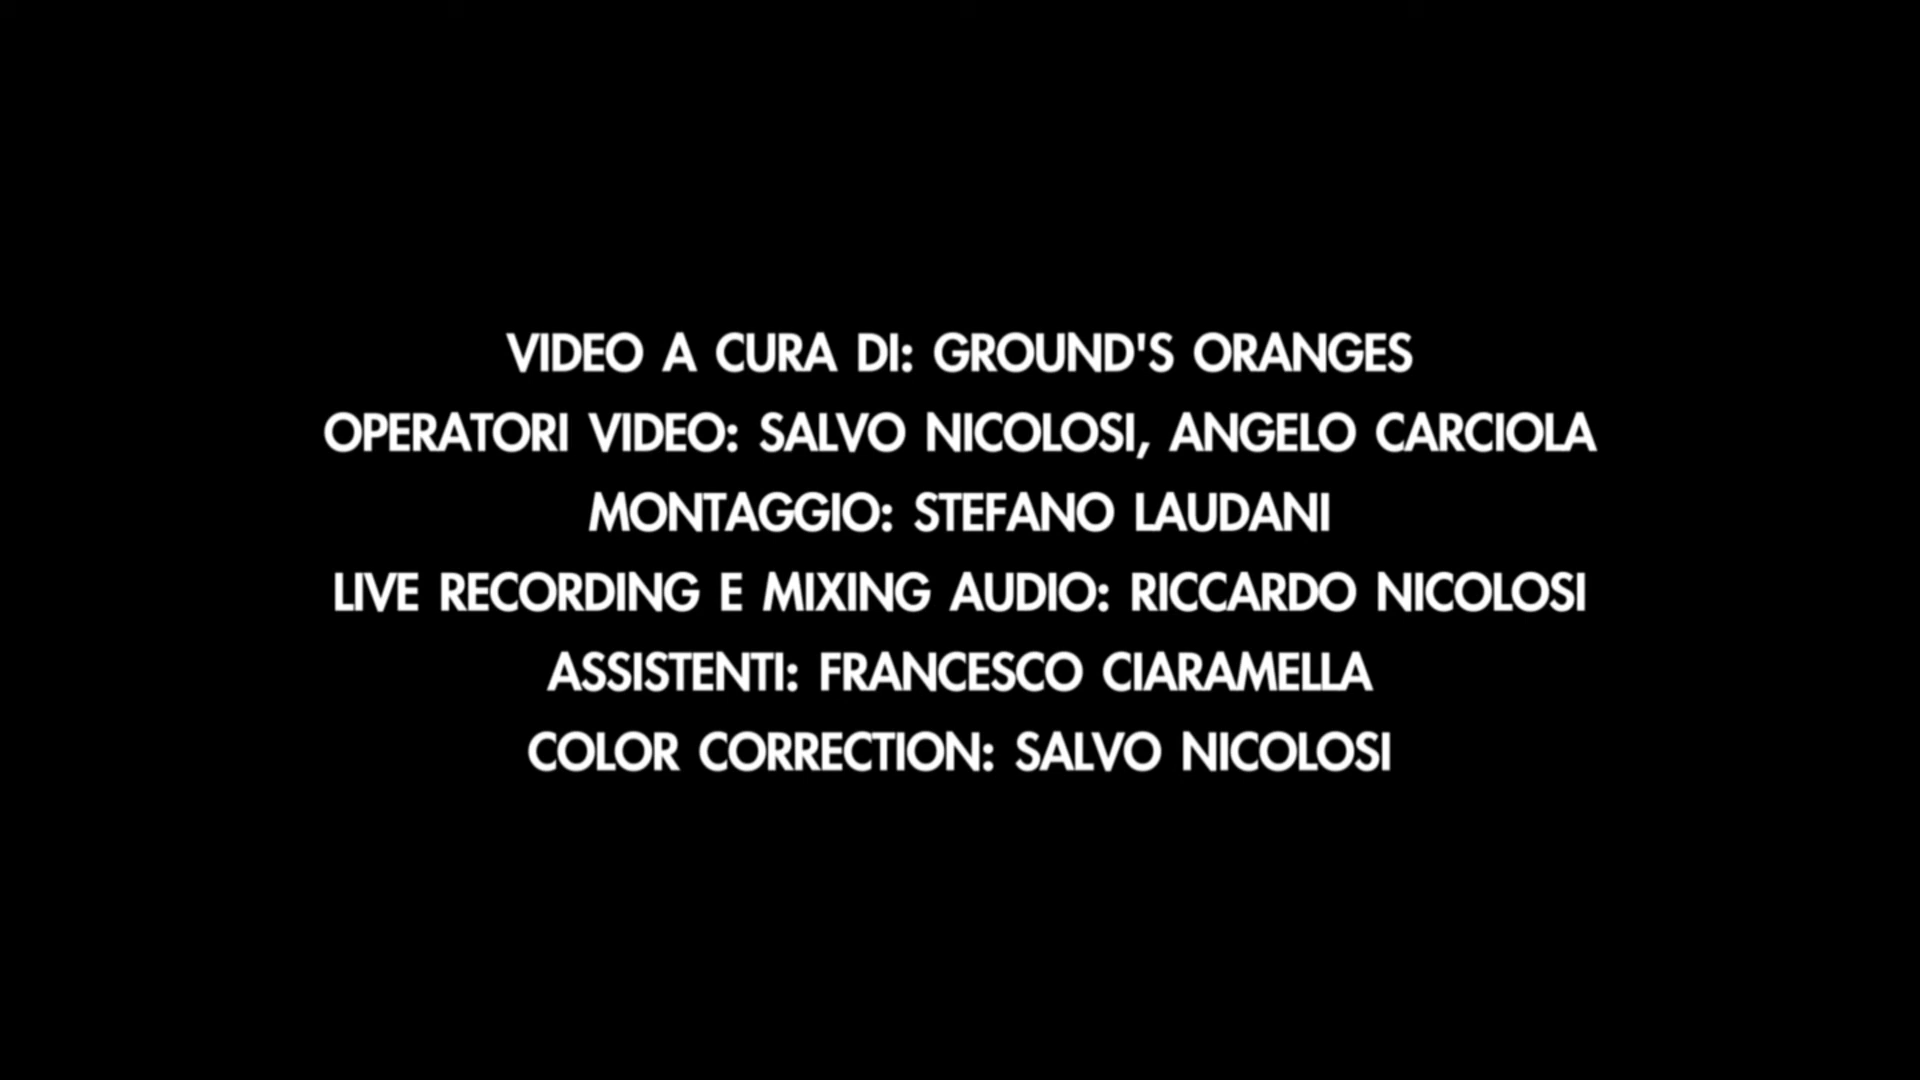 VIDEO A CURA DI: GROUND'S ORANGES
OPERATORI VIDEO: SALVO NICOLOSI, ANGELO CARCIOLA
MONTAGGIO: STEFANO LAUDANI
LIVE RECORDING E MIXING AUDIO: RICCARDO NICOLOSI
ASSISTENTI: FRANCESCO CIARAMELLA
COLOR CORRECTION: SALVO NICOLOSI